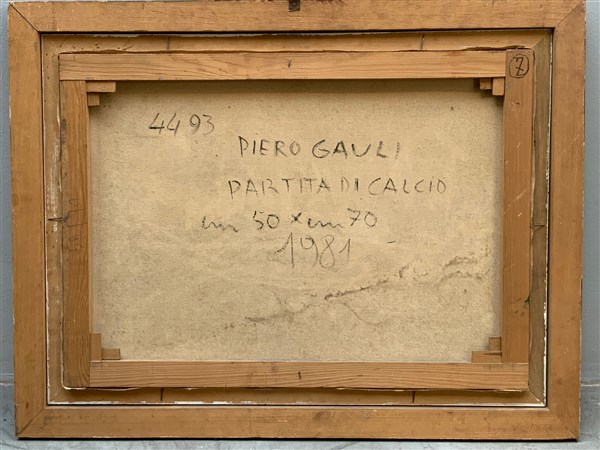 7
4493
PIERO GAULI
PARTITA DI CALCIO
cm 50 x cm 70
1981